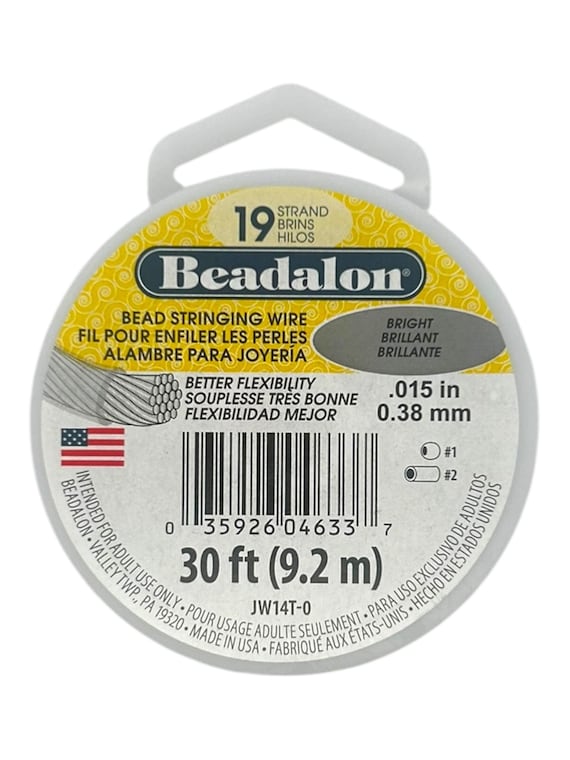 19 STRAND
BRINS
HILOS
Beadalon®
BEAD STRINGING WIRE
FIL POUR ENFILER LES PERLES
ALAMBRE PARA JOYERÍA
BRIGHT
BRILLANT
BRILLANTE
BETTER FLEXIBILITY
SOUPLESSE TRÈS BONNE
FLEXIBILIDAD MEJOR
.015 in
0.38 mm
#1
#2
0 35926 04633 7
30 ft (9.2 m)
JW14T-0
INTENDED FOR ADULT USE ONLY • POUR USAGE ADULTE SEULEMENT • PARA USO EXCLUSIVO DE ADULTOS
BEADALON • VALLEY TWP., PA 19320 • MADE IN USA • FABRIQUÉ AUX ÉTATS-UNIS • HECHO EN ESTADOS UNIDOS